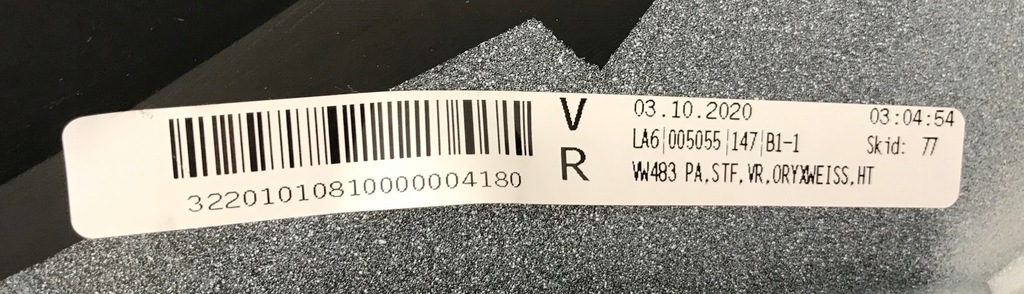 32201010810000004180
V
R
03.10.2020 03:04:54
LA6|005055|147|B1-1 Skid: 77
VW483 PA,STF,VR,ORYXWEISS,HT